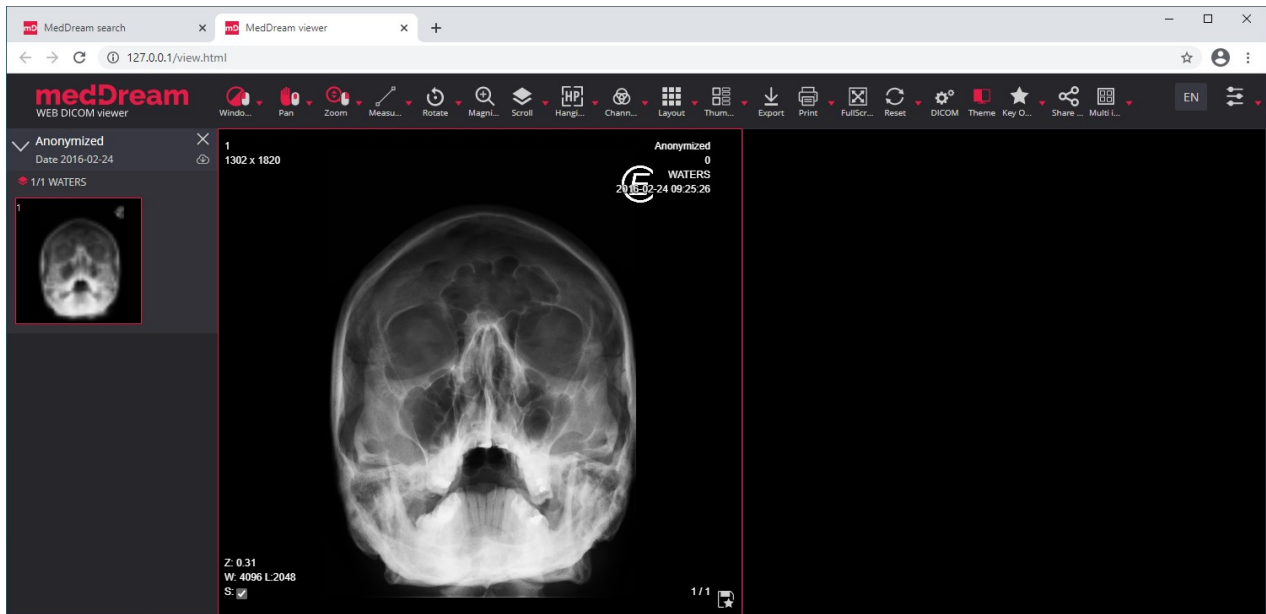 MedDream search
MedDream viewer
127.0.0.1/view.html
medDream
WEB DICOM viewer
Windo...
Pan
Zoom
Measu...
Rotate
Magni...
Scroll
HP
Hangi...
Chann...
Layout
Thum...
Export
Print
FullScr...
Reset
DICOM
Theme
Key O...
Share ...
Multi i...
EN
Anonymized
Date 2016-02-24
1/1 WATERS
1
1
1302 x 1820
Anonymized
0
WATERS
2016-02-24 09:25:26
E
Z: 0.31
W: 4096 L:2048
S:
1 / 1